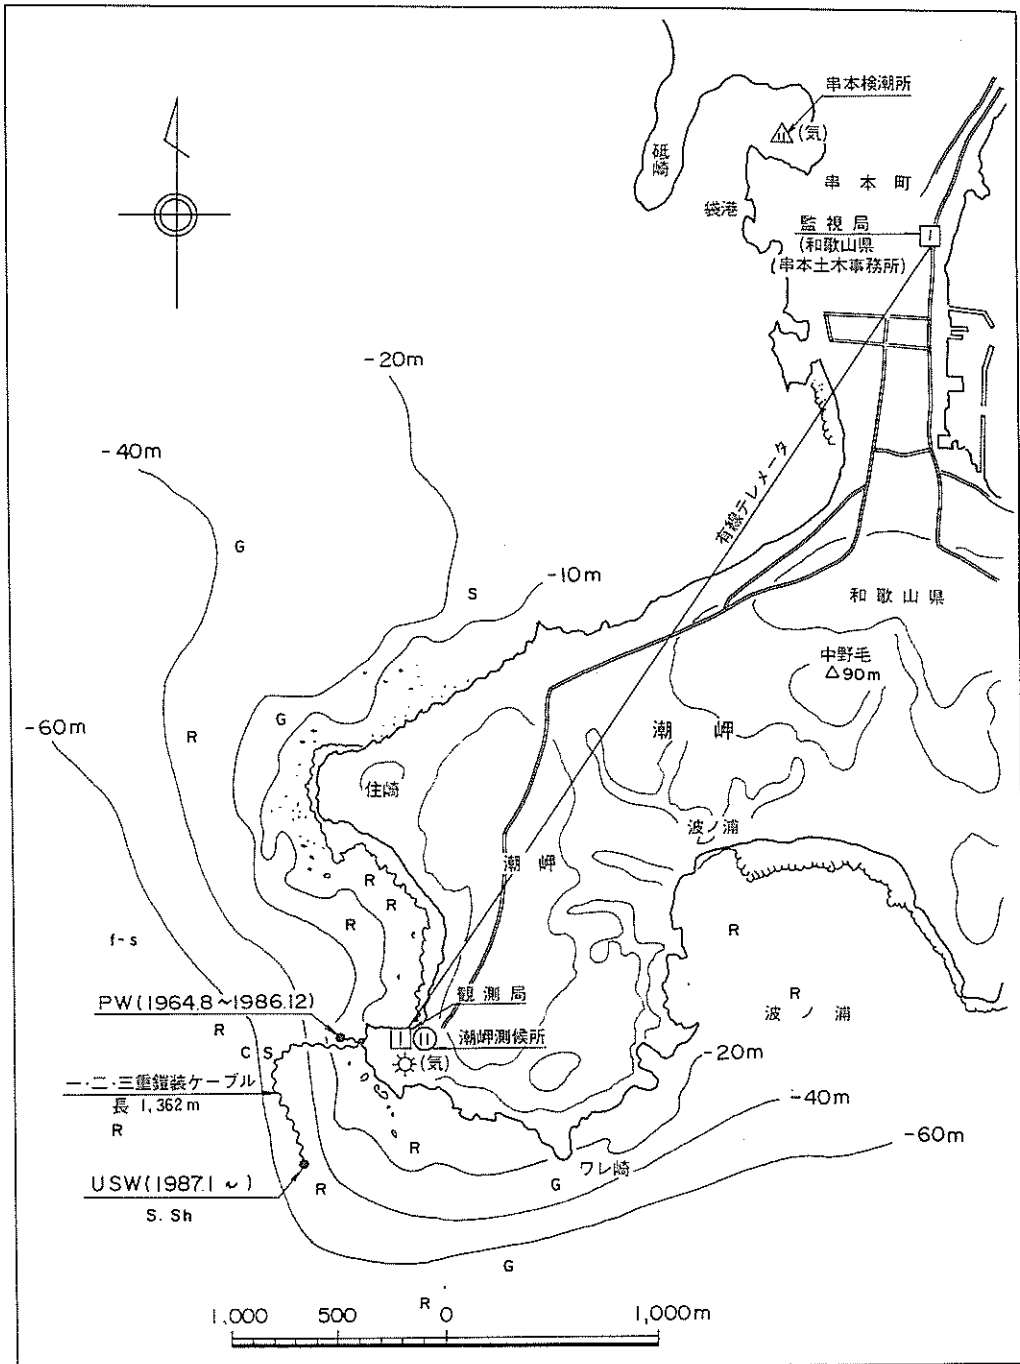 串本検潮所
II (気)
砥崎
串本町
袋港
監視局
I
(和歌山県
串本土木事務所)
-20m
-40m
有線テレメータ
G
-10m
S
和歌山県
中野毛
△90m
G
R
潮岬
-60m
住崎
波ノ浦
潮岬
R
R
R
R
f-s
観測局
R
PW(1964.8~1986.12)
波ノ浦
R
I II 潮岬測候所
C S
(気)
-20m
一・二・三重鎧装ケーブル
長 1,362m
-40m
R
-60m
R
ワレ崎
USW(1987.1~)
R
G
S. Sh
G
R
1,000 500 0 1,000m